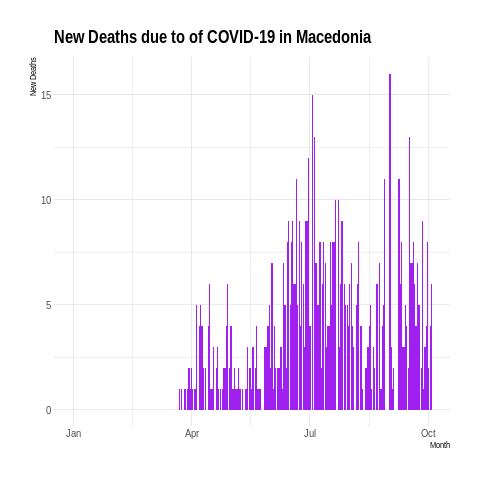 New Deaths due to of COVID-19 in Macedonia
New Deaths
15
10
5
0
Jan Apr Jul Oct
Month